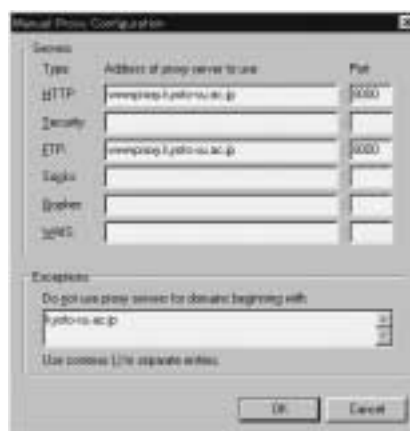 Manual Proxy Configuration
Servers
Type Address of proxy server to use Port
HTTP wwwproxy.kyoto-su.ac.jp 8080
Security
FTP wwwproxy.kyoto-su.ac.jp 8080
Socks
Gopher
WAIS
Exceptions
Do not use proxy server for domains beginning with:
kyoto-su.ac.jp
Use commas (,) to separate entries.
OK Cancel